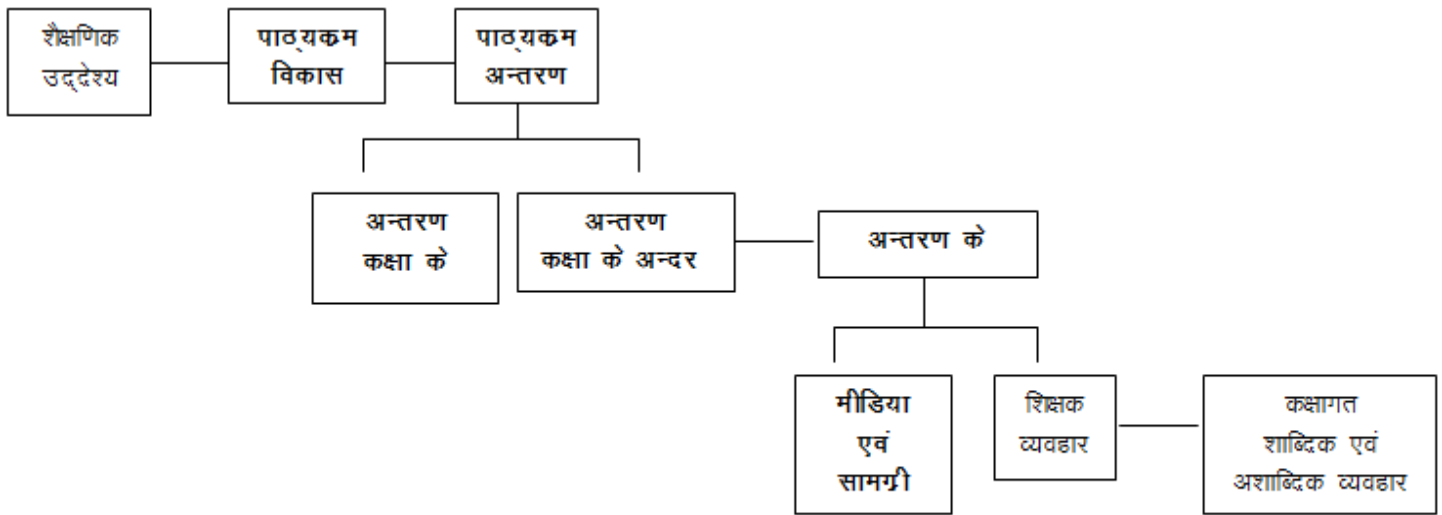 शैक्षणिक
उद्देश्य
पाठ्यक्रम
विकास
पाठ्यक्रम
अन्तरण
अन्तरण
कक्षा के
अन्तरण
कक्षा के अन्दर
अन्तरण के
मीडिया
एवं
सामग्री
शिक्षक
व्यवहार
कक्षागत
शाब्दिक एवं
अशाब्दिक व्यवहार